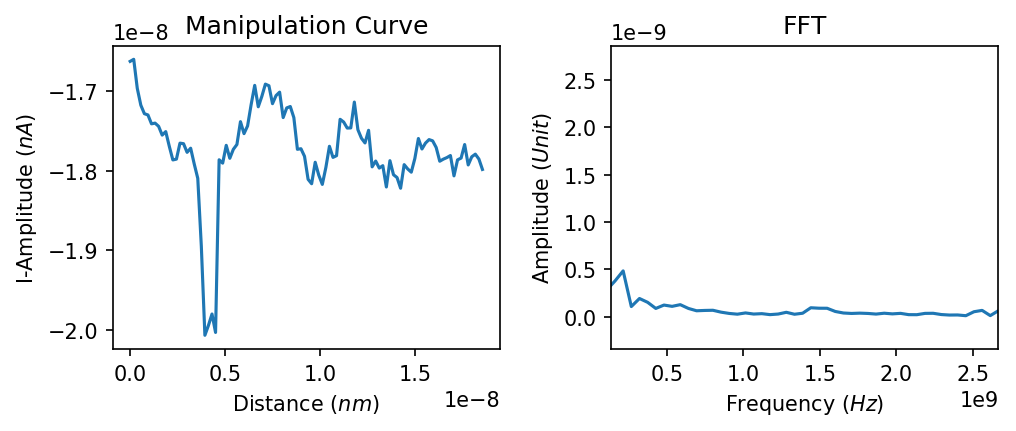 Manipulation Curve
1e−8
I-Amplitude (nA)
−1.7
−1.8
−1.9
−2.0
0.0 0.5 1.0 1.5
1e−8
Distance (nm)
FFT
1e−9
Amplitude (Unit)
2.5
2.0
1.5
1.0
0.5
0.0
0.5 1.0 1.5 2.0 2.5
1e9
Frequency (Hz)